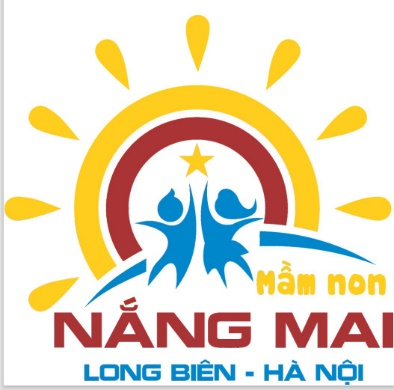 Mầm non
NẮNG MAI
LONG BIÊN - HÀ NỘI